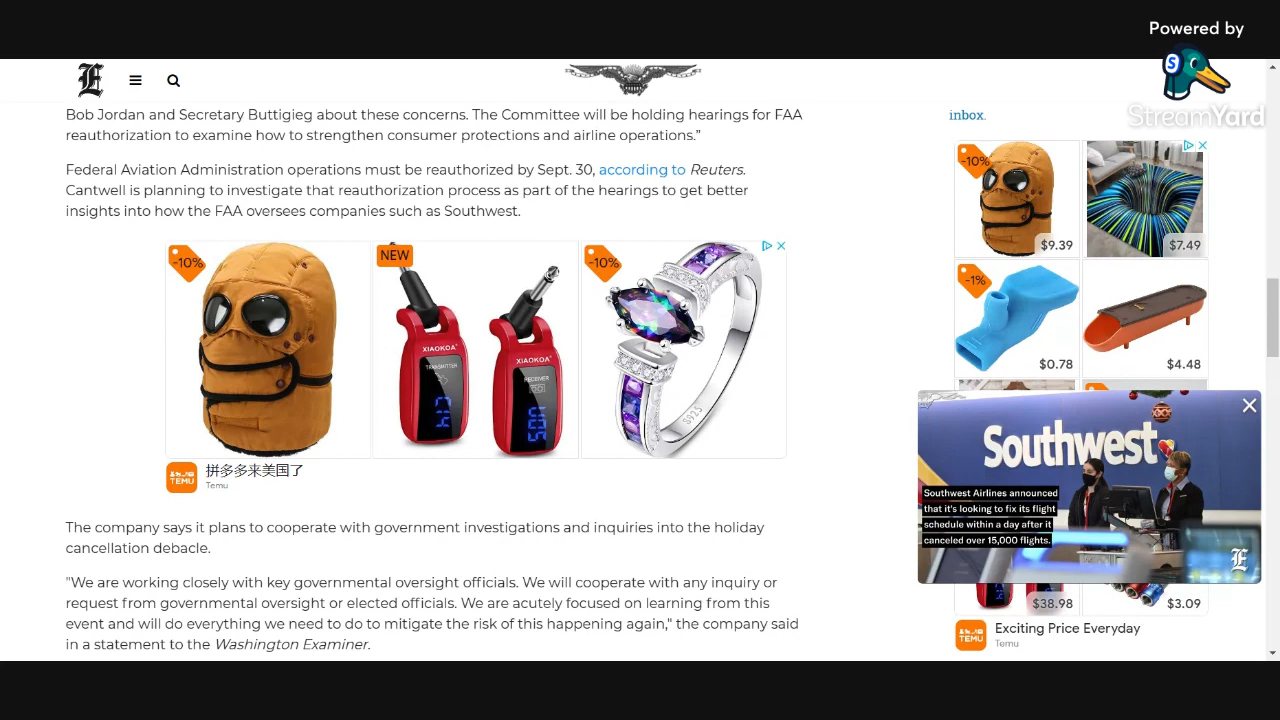 Powered by
StreamYard
Bob Jordan and Secretary Buttigieg about these concerns. The Committee will be holding hearings for FAA
reauthorization to examine how to strengthen consumer protections and airline operations.”
Federal Aviation Administration operations must be reauthorized by Sept. 30, according to Reuters.
Cantwell is planning to investigate that reauthorization process as part of the hearings to get better
insights into how the FAA oversees companies such as Southwest.
-10%
NEW
XIAOKOA
TRANSMITTER
XIAOKOA
RECEIVER
-10%
S925
TEMU
拼多多来美国了
Temu
The company says it plans to cooperate with government investigations and inquiries into the holiday
cancellation debacle.
"We are working closely with key governmental oversight officials. We will cooperate with any inquiry or
request from governmental oversight or elected officials. We are acutely focused on learning from this
event and will do everything we need to do to mitigate the risk of this happening again," the company said
in a statement to the Washington Examiner.
inbox.
-10%
$9.39
$7.49
-1%
$0.78
$4.48
Southwest
Southwest Airlines announced
that it's looking to fix its flight
schedule within a day after it
canceled over 15,000 flights.
$38.98
$3.09
TEMU
Exciting Price Everyday
Temu